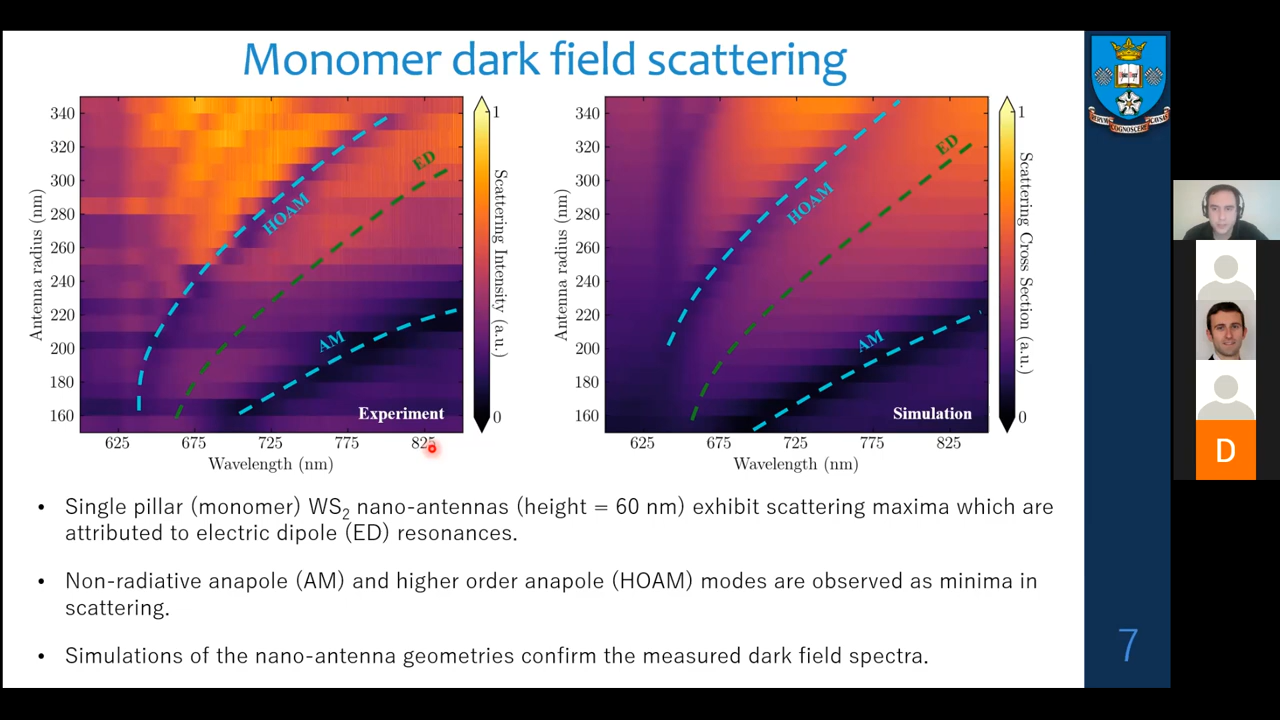 Monomer dark field scattering
340
320
300
280
260
240
220
200
180
160
Antenna radius (nm)
625
675
725
775
825
Wavelength (nm)
HOAM
ED
AM
Experiment
1
0
Scattering Intensity (a.u.)
340
320
300
280
260
240
220
200
180
160
Antenna radius (nm)
625
675
725
775
825
Wavelength (nm)
HOAM
ED
AM
Simulation
1
0
Scattering Cross Section (a.u.)
• Single pillar (monomer) WS₂ nano-antennas (height = 60 nm) exhibit scattering maxima which are
attributed to electric dipole (ED) resonances.
• Non-radiative anapole (AM) and higher order anapole (HOAM) modes are observed as minima in
scattering.
• Simulations of the nano-antenna geometries confirm the measured dark field spectra.
7
D